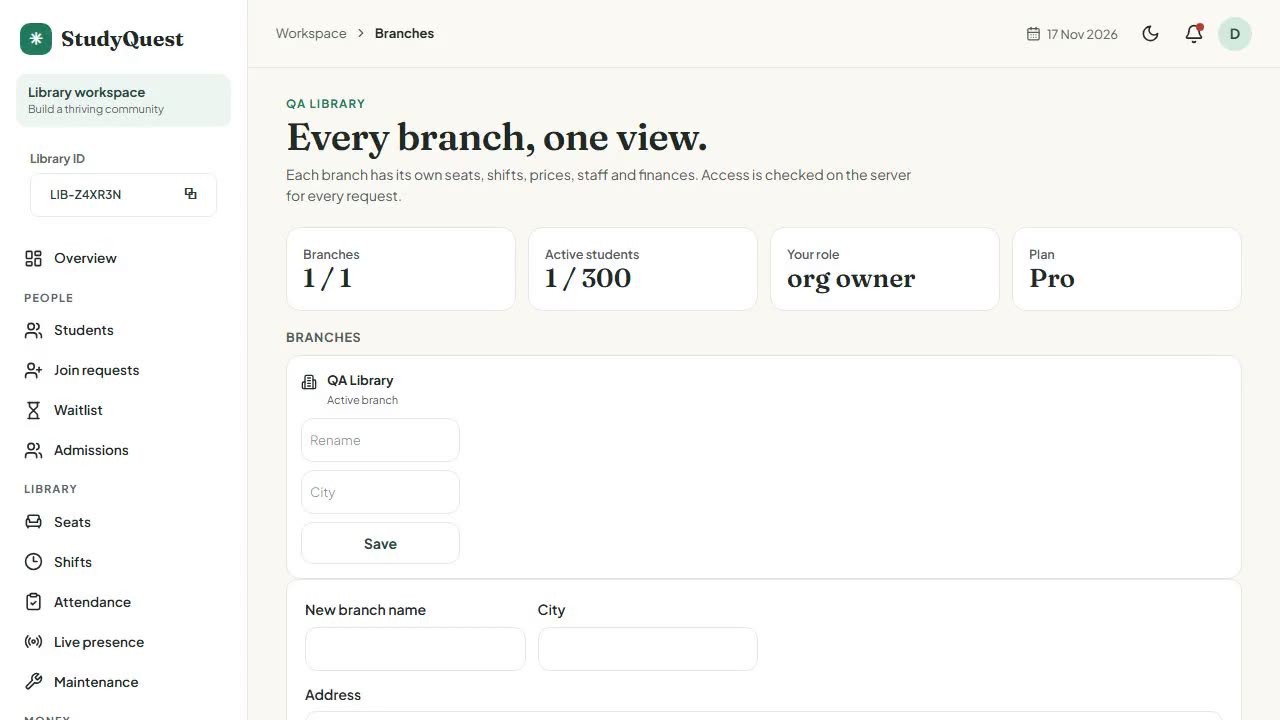 StudyQuest
Library workspace
Build a thriving community
Library ID
LIB-Z4XR3N
Overview
PEOPLE
Students
Join requests
Waitlist
Admissions
LIBRARY
Seats
Shifts
Attendance
Live presence
Maintenance
MONEY
Workspace > Branches
17 Nov 2026
D
QA LIBRARY
Every branch, one view.
Each branch has its own seats, shifts, prices, staff and finances. Access is checked on the server
for every request.
Branches
1 / 1
Active students
1 / 300
Your role
org owner
Plan
Pro
BRANCHES
QA Library
Active branch
Rename
City
Save
New branch name
City
Address